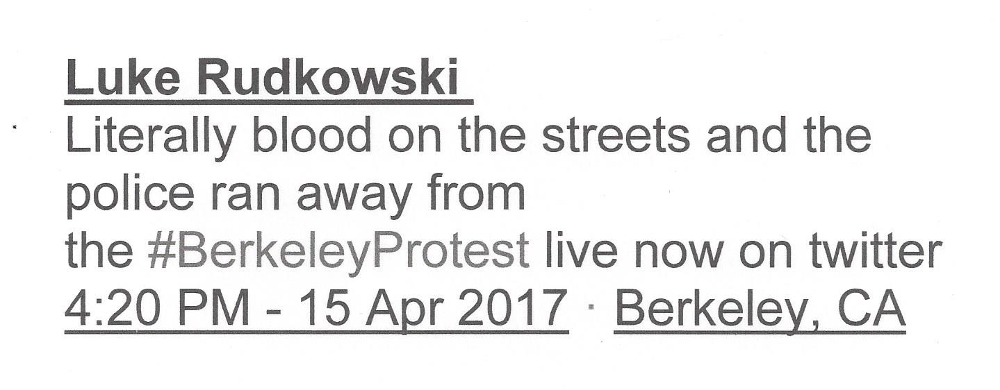 Luke Rudkowski
Literally blood on the streets and the
police ran away from
the #BerkeleyProtest live now on twitter
4:20 PM - 15 Apr 2017 · Berkeley, CA